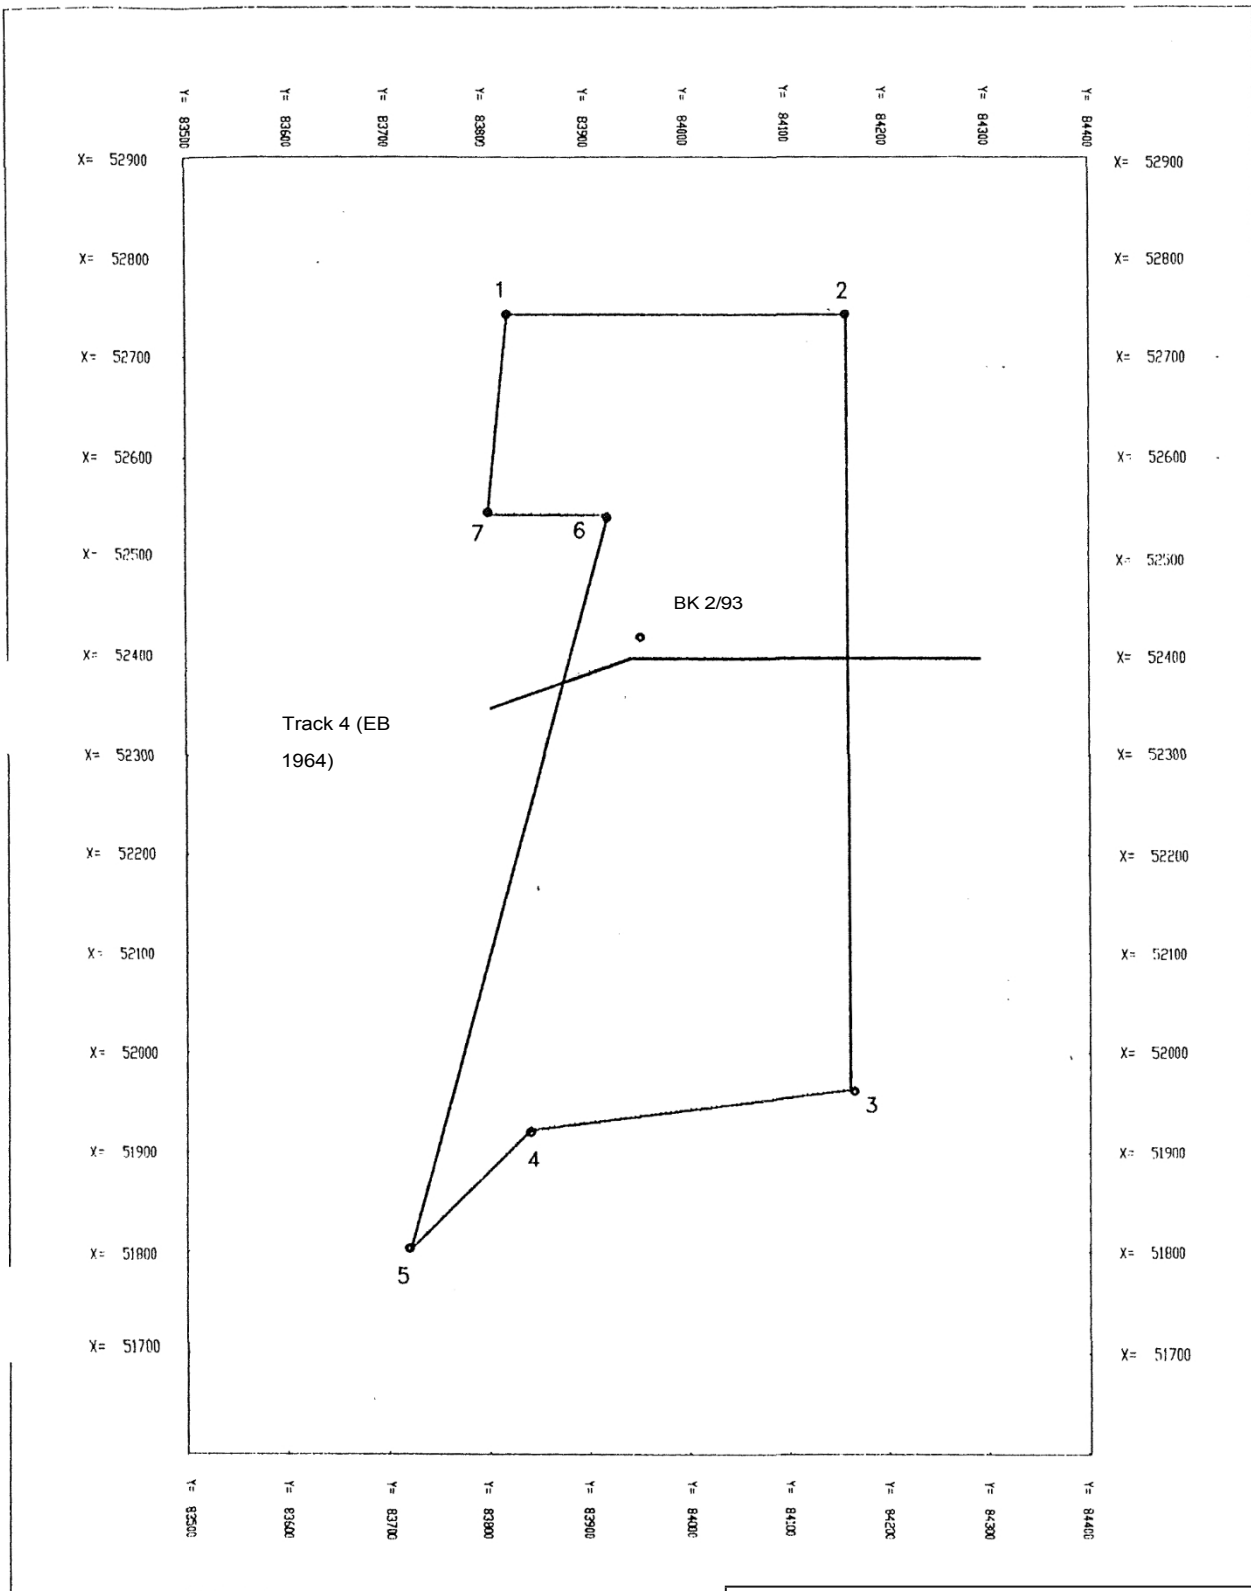 Y= 83500 Y= 83600 Y= 83700 Y= 83800 Y= 83900 Y= 84000 Y= 84100 Y= 84200 Y= 84300 Y= 84400
X= 52900 X= 52900
X= 52800 X= 52800
1 2
X= 52700 X= 52700
X= 52600 X= 52600
7 6
X= 52500 X= 52500
BK 2/93
X= 52400 X= 52400
Track 4 (EB
1964)
X= 52300 X= 52300
X= 52200 X= 52200
X= 52100 X= 52100
X= 52000 X= 52000
3
X= 51900 X= 51900
4
X= 51800 X= 51800
5
X= 51700 X= 51700
Y= 83500 Y= 83600 Y= 83700 Y= 83800 Y= 83900 Y= 84000 Y= 84100 Y= 84200 Y= 84300 Y= 84400